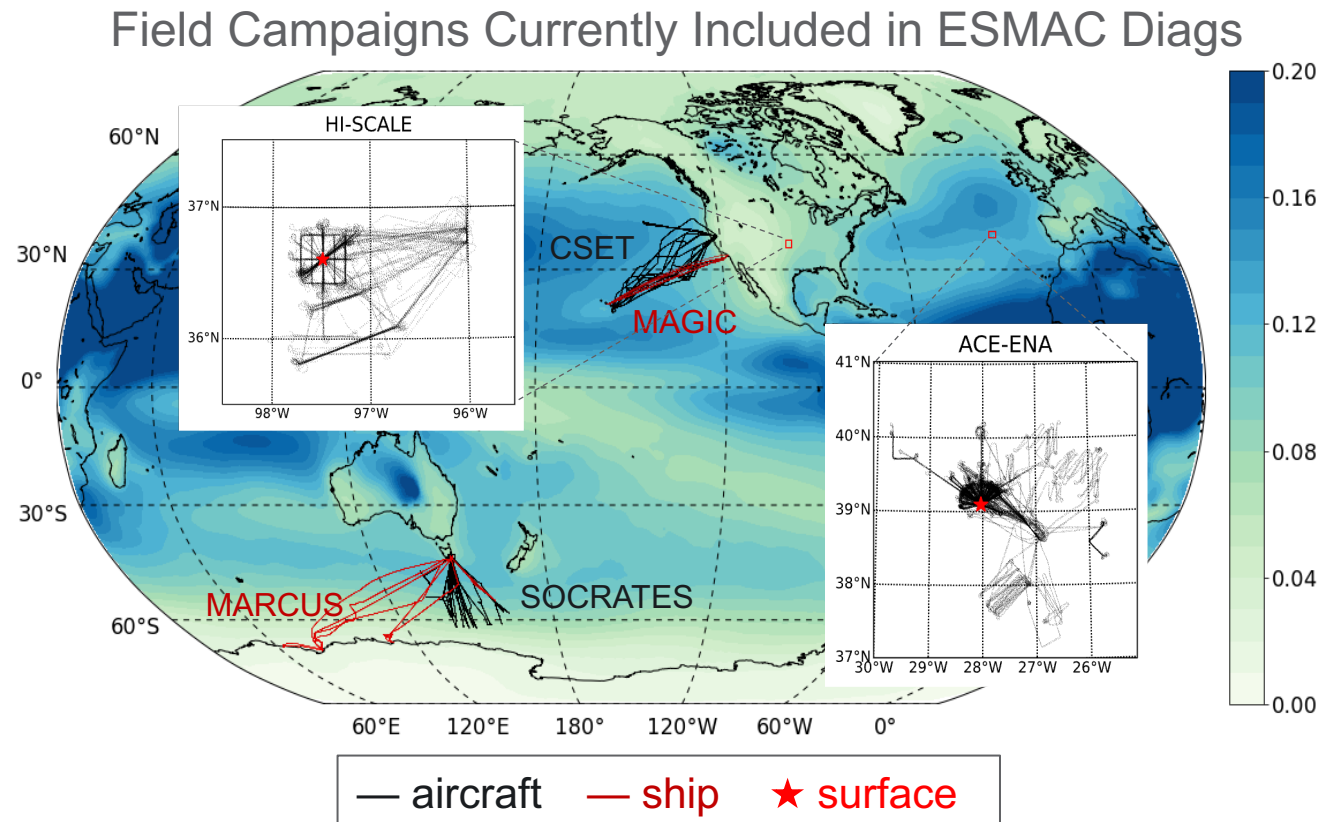 Field Campaigns Currently Included in ESMAC Diags
60°N
30°N
0°
30°S
60°S
HI-SCALE
37°N
36°N
98°W 97°W 96°W
CSET
MAGIC
ACE-ENA
41°N
40°N
39°N
38°N
37°N
30°W 29°W 28°W 27°W 26°W
MARCUS
SOCRATES
60°E 120°E 180° 120°W 60°W 0°
0.20
0.16
0.12
0.08
0.04
0.00
aircraft ship surface